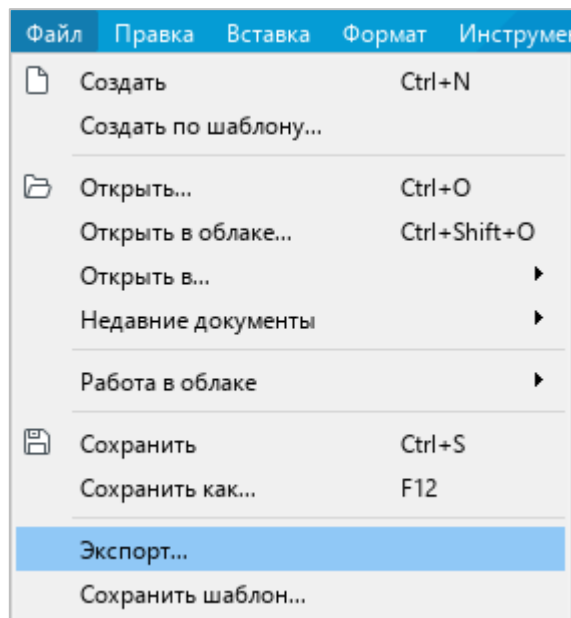 Файл Правка Вставка Формат
Создать Ctrl+N
Создать по шаблону...
Открыть... Ctrl+O
Открыть в облаке... Ctrl+Shift+O
Открыть в...
Недавние документы
Работа в облаке
Сохранить Ctrl+S
Сохранить как... F12
Экспорт...
Сохранить шаблон...